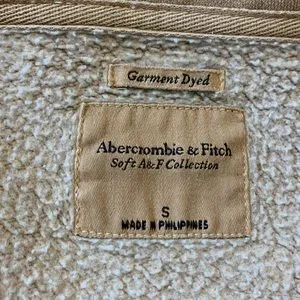 Garment Dyed
Abercrombie & Fitch
Soft A&F Collection
S
MADE IN PHILIPPINES